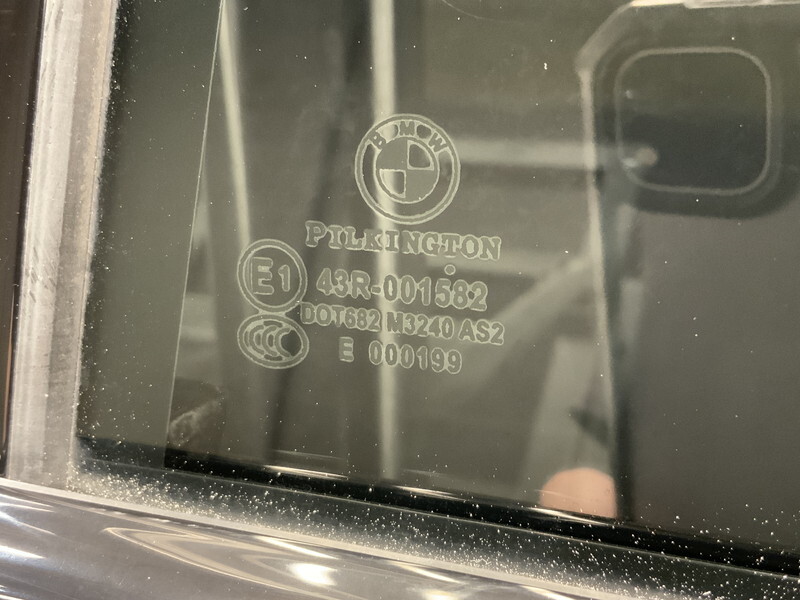 BMW
PILKINGTON
E1 43R-001582
DOT682 M3240 AS2
E 000199